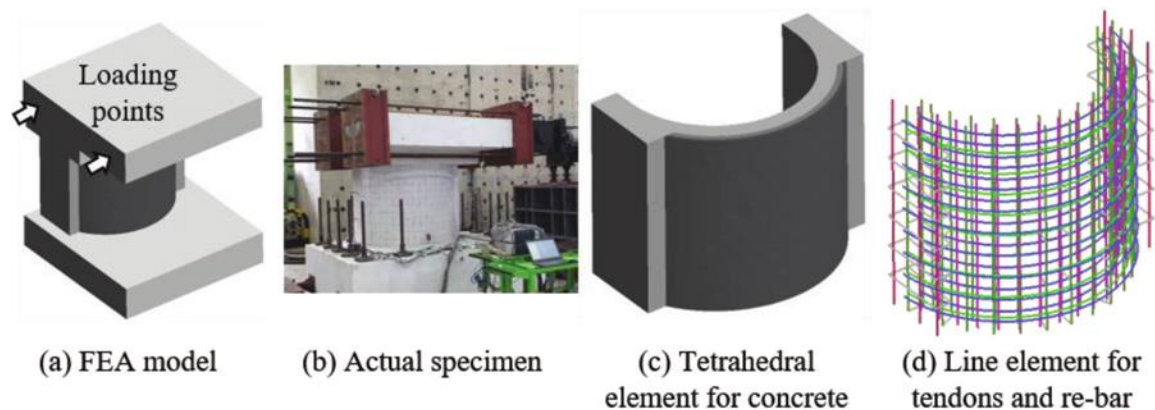 Loading
points
(a) FEA model
(b) Actual specimen
(c) Tetrahedral
element for concrete
(d) Line element for
tendons and re-bar